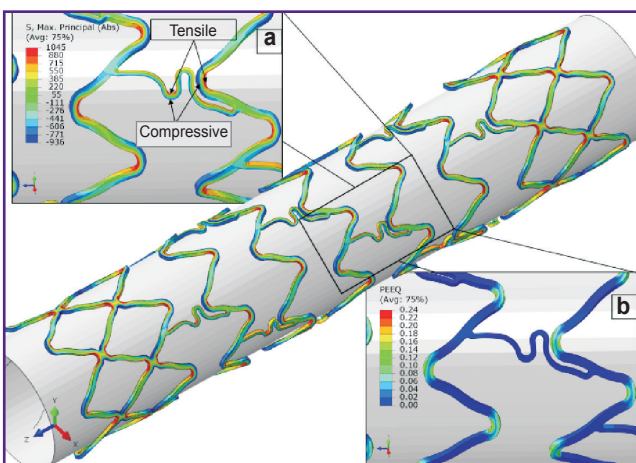 a
S, Max. Principal (Abs)
(Avg: 75%)
1045
880
715
550
385
220
55
-111
-276
-441
-606
-771
-936
Tensile
Compressive
b
PEEQ
(Avg: 75%)
0.24
0.22
0.20
0.18
0.16
0.14
0.12
0.10
0.08
0.06
0.04
0.02
0.00
Y
Z
X